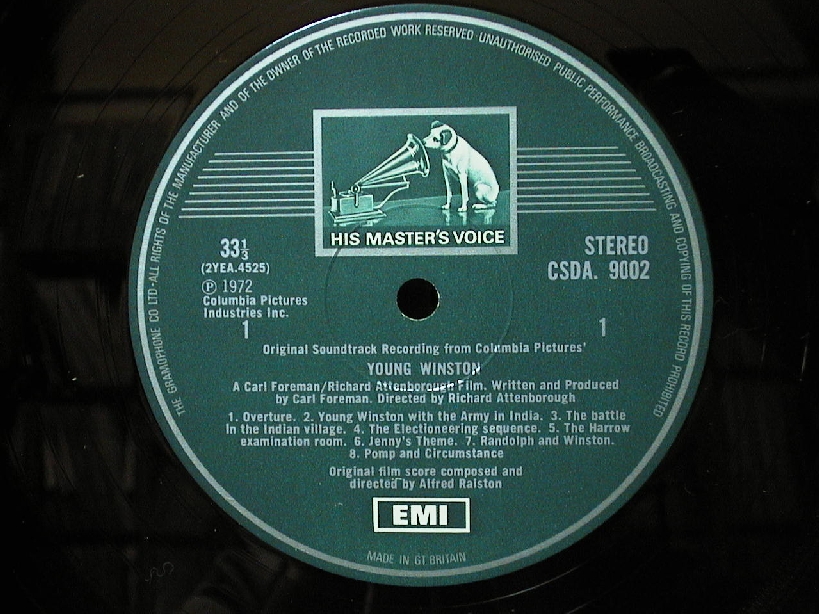 THE GRAMOPHONE CO LTD·ALL RIGHTS OF THE MANUFACTURER AND OF THE OWNER OF THE RECORDED WORK RESERVED·UNAUTHORISED PUBLIC PERFORMANCE BROADCASTING AND COPYING OF THIS RECORD PROHIBITED
HIS MASTER'S VOICE
33⅓
(2YEA.4525)
Ⓟ 1972
Columbia Pictures
Industries Inc.
1
STEREO
CSDA. 9002
1
Original Soundtrack Recording from Columbia Pictures'
YOUNG WINSTON
A Carl Foreman/Richard Attenborough Film. Written and Produced
by Carl Foreman. Directed by Richard Attenborough
1. Overture. 2. Young Winston with the Army in India. 3. The battle
in the Indian village. 4. The Electioneering sequence. 5. The Harrow
examination room. 6. Jenny's Theme. 7. Randolph and Winston.
8. Pomp and Circumstance
Original film score composed and
directed by Alfred Ralston
EMI
MADE IN GT BRITAIN